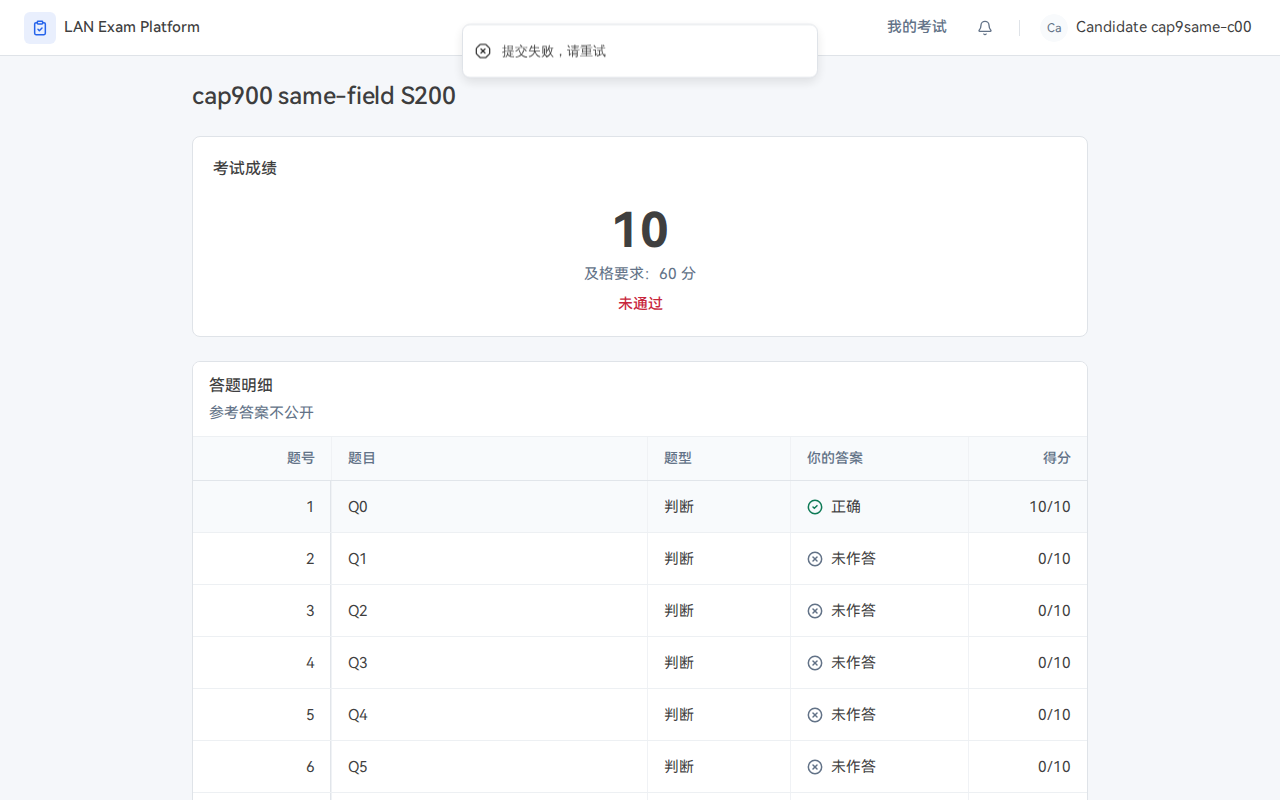 LAN Exam Platform
我的考试
Ca
Candidate cap9same-c00
提交失败，请重试
cap900 same-field S200
考试成绩
10
及格要求：60 分
未通过
答题明细
参考答案不公开
题号 题目 题型 你的答案 得分
1 Q0 判断 正确 10/10
2 Q1 判断 未作答 0/10
3 Q2 判断 未作答 0/10
4 Q3 判断 未作答 0/10
5 Q4 判断 未作答 0/10
6 Q5 判断 未作答 0/10